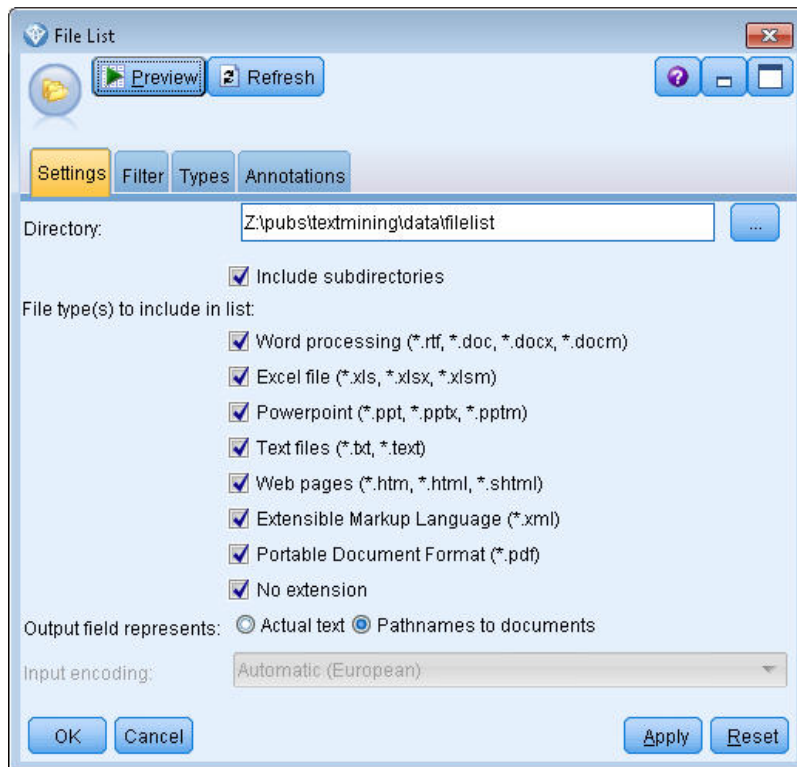 File List
Preview Refresh
Settings Filter Types Annotations
Directory: Z:\pubs\textmining\data\filelist ...
Include subdirectories
File type(s) to include in list:
Word processing (*.rtf, *.doc, *.docx, *.docm)
Excel file (*.xls, *.xlsx, *.xlsm)
Powerpoint (*.ppt, *.pptx, *.pptm)
Text files (*.txt, *.text)
Web pages (*.htm, *.html, *.shtml)
Extensible Markup Language (*.xml)
Portable Document Format (*.pdf)
No extension
Output field represents: Actual text Pathnames to documents
Input encoding: Automatic (European)
OK Cancel Apply Reset